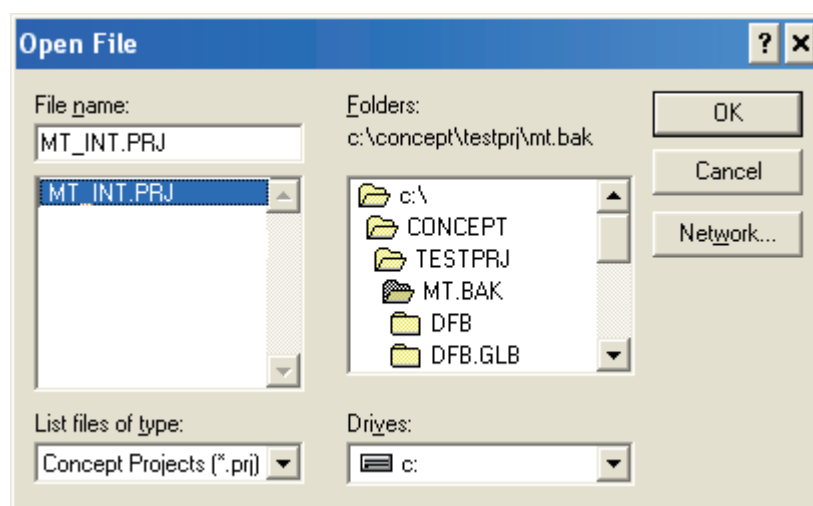 Open File
File name:
MT_INT.PRJ
MT_INT.PRJ
List files of type:
Concept Projects (*.prj)
Folders:
c:\concept\testprj\mt.bak
c:\
CONCEPT
TESTPRJ
MT.BAK
DFB
DFB.GLB
Drives:
c:
OK
Cancel
Network...